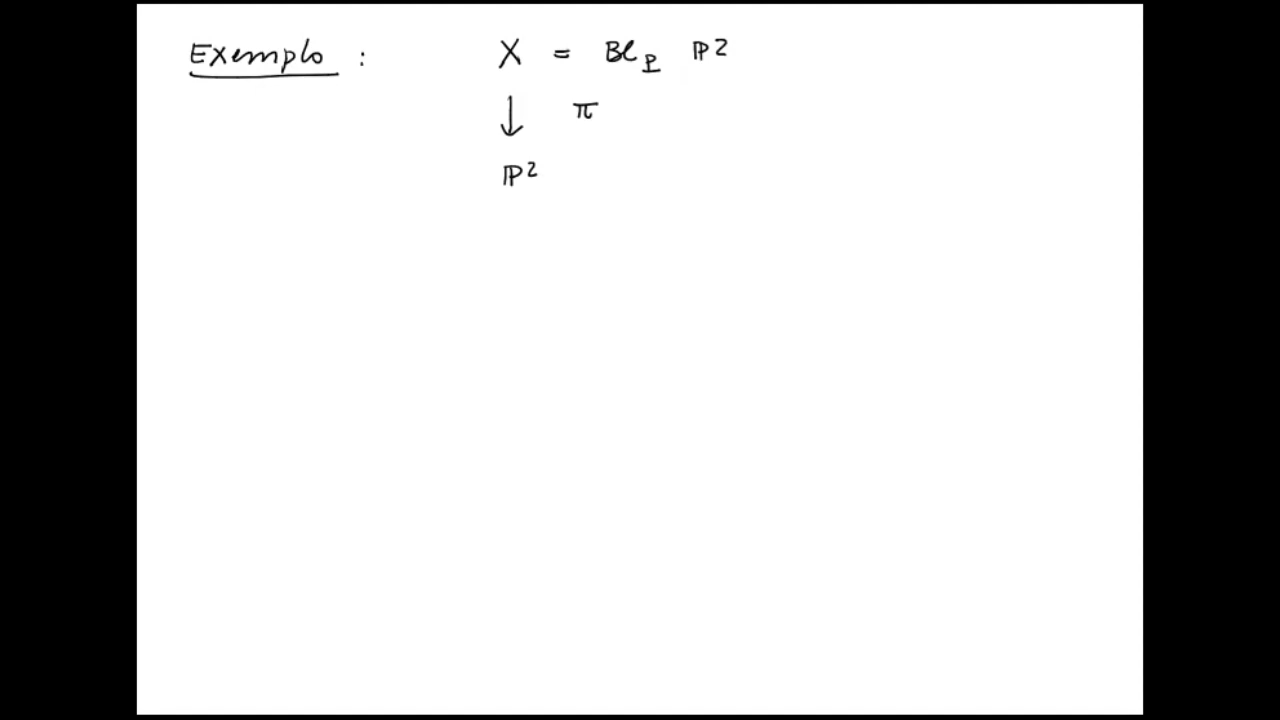 Exemplo : X = Bl_P ℙ²
↓ π
ℙ²